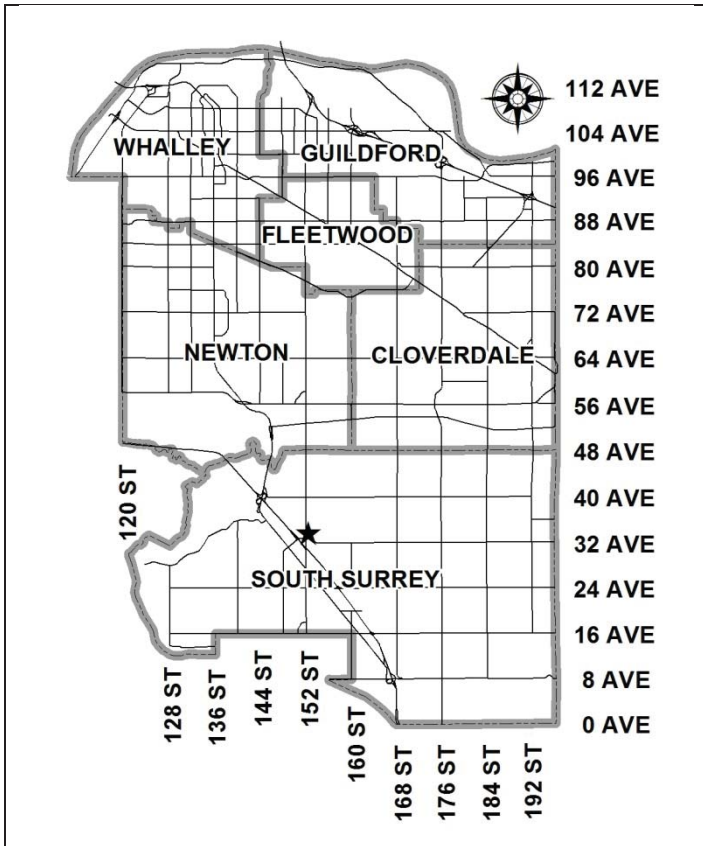 112 AVE
104 AVE
WHALLEY
GUILDFORD
96 AVE
88 AVE
FLEETWOOD
80 AVE
72 AVE
NEWTON
CLOVERDALE
64 AVE
56 AVE
48 AVE
120 ST
40 AVE
32 AVE
SOUTH SURREY
24 AVE
16 AVE
8 AVE
0 AVE
128 ST
136 ST
144 ST
152 ST
160 ST
168 ST
176 ST
184 ST
192 ST